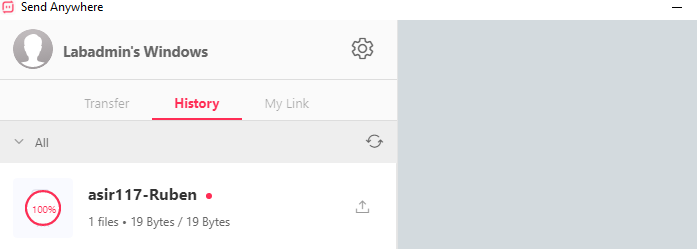 Send Anywhere
Labadmin's Windows
Transfer History My Link
All
asir117-Ruben
100%
1 files • 19 Bytes / 19 Bytes